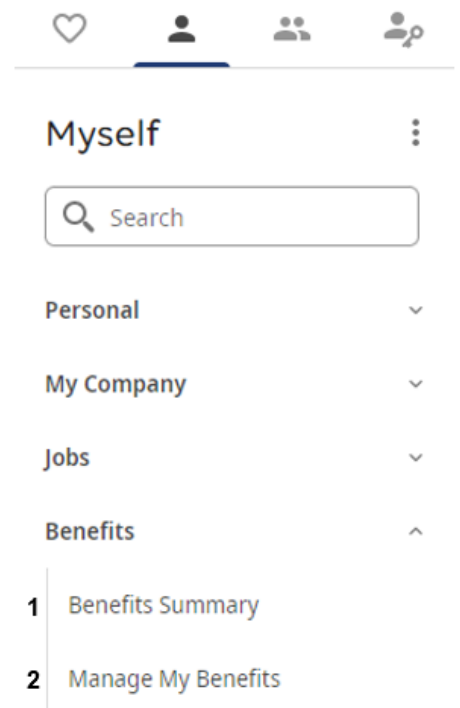 Myself
Search
Personal
My Company
Jobs
Benefits
1 Benefits Summary
2 Manage My Benefits